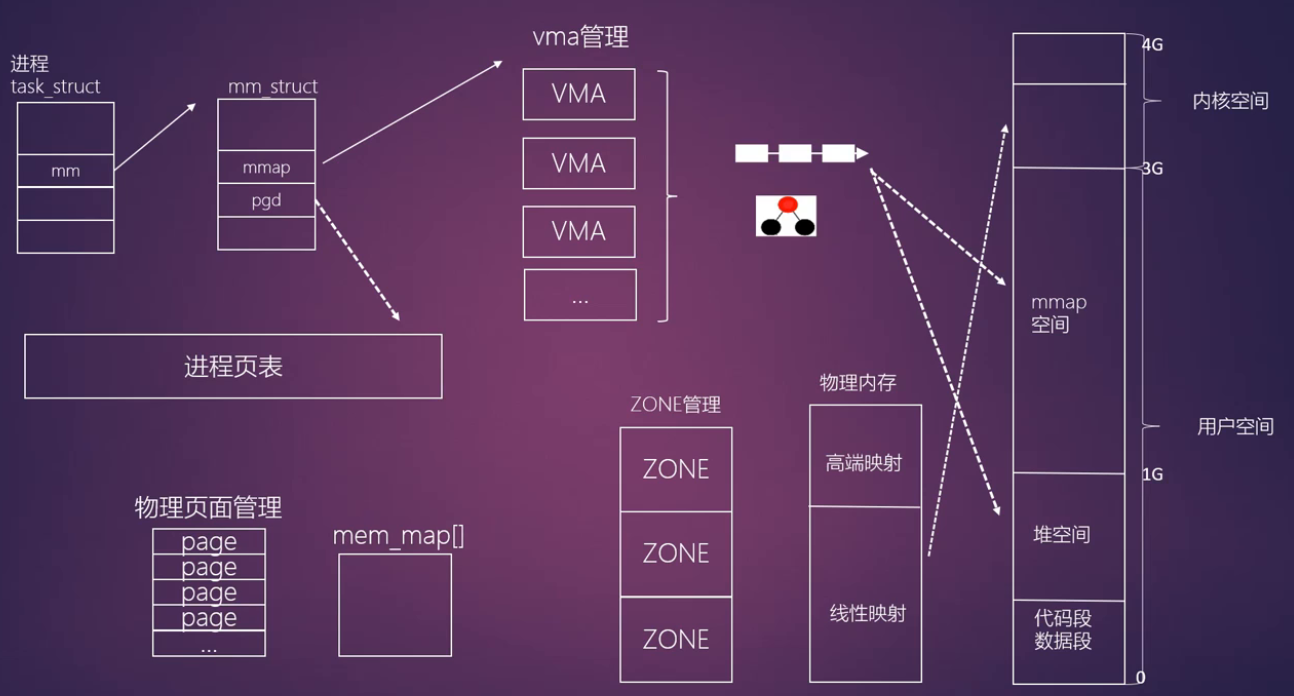 进程
task_struct
mm
mm_struct
mmap
pgd
vma管理
VMA
VMA
VMA
...
进程页表
物理页面管理
page
page
page
page
...
mem_map[]
ZONE管理
ZONE
ZONE
ZONE
物理内存
高端映射
线性映射
4G
内核空间
3G
mmap
空间
用户空间
1G
堆空间
代码段
数据段
0